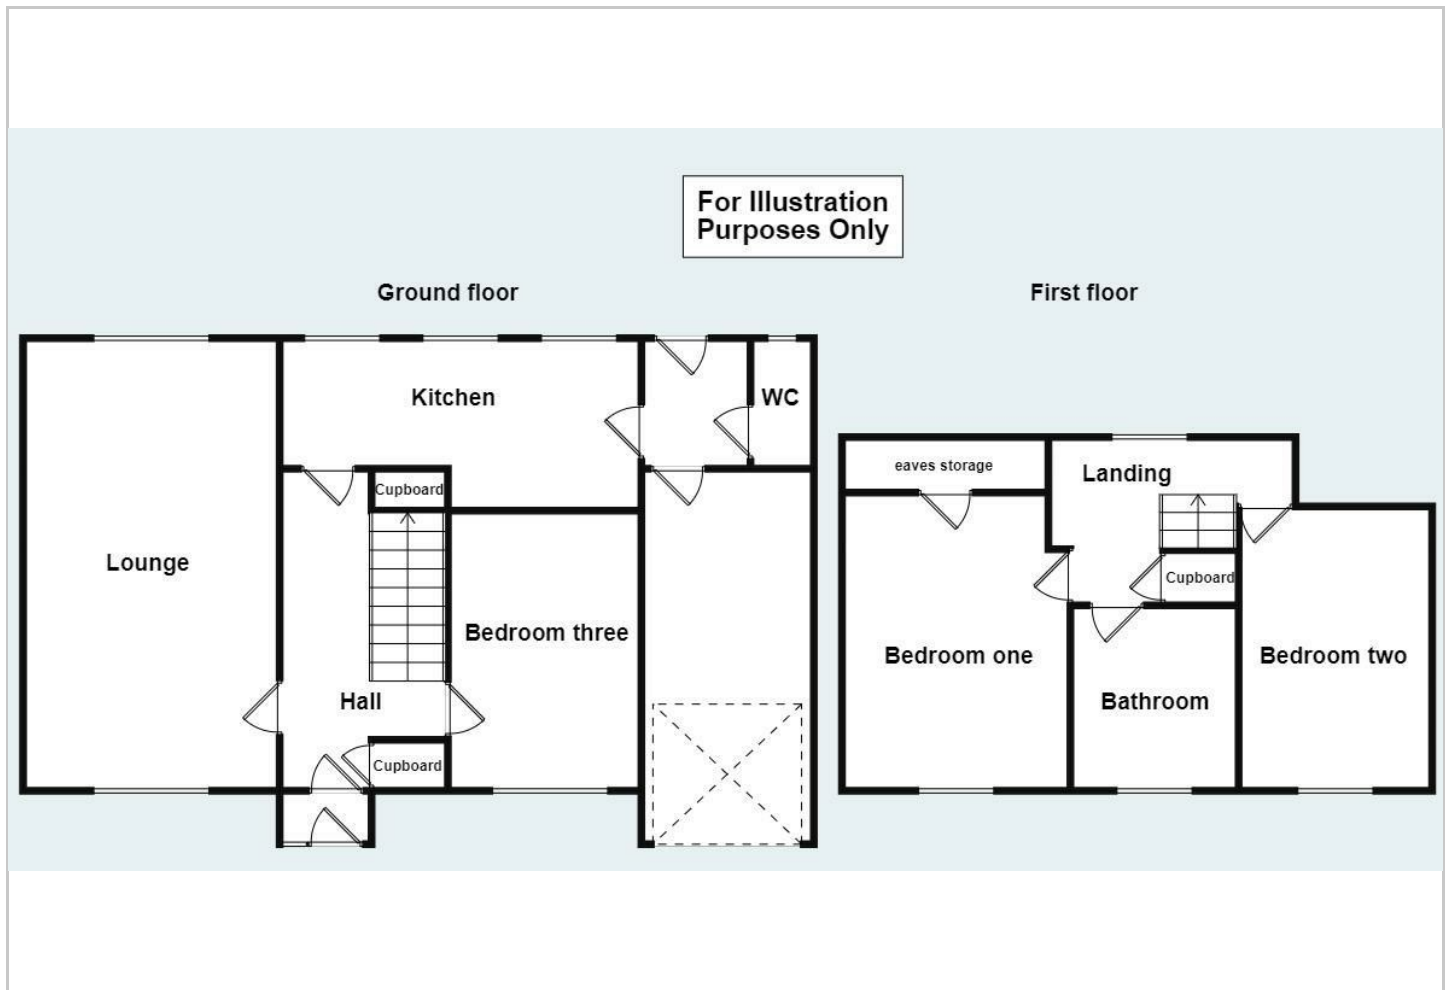 For Illustration
Purposes Only
Ground floor
First floor
Kitchen
WC
Cupboard
Lounge
Bedroom three
Hall
Cupboard
eaves storage
Landing
Cupboard
Bedroom one
Bedroom two
Bathroom